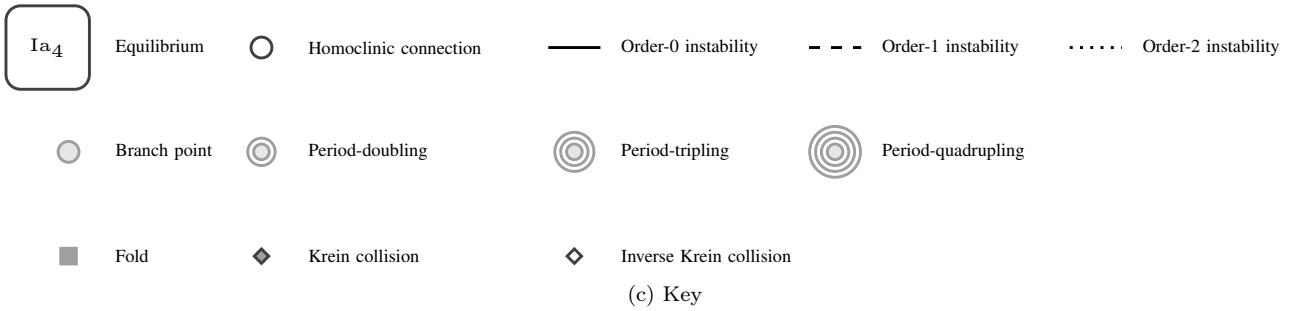 Ia4 Equilibrium Homoclinic connection Order-0 instability Order-1 instability Order-2 instability
Branch point Period-doubling Period-tripling Period-quadrupling
Fold Krein collision Inverse Krein collision
(c) Key